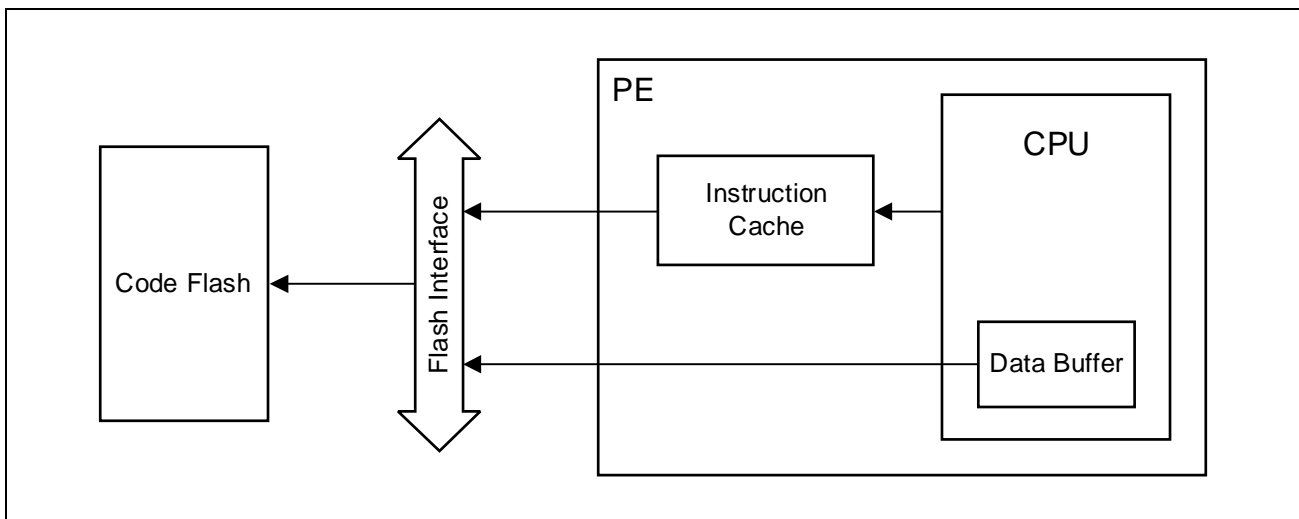 PE
CPU
Instruction
Cache
Code Flash
Flash Interface
Data Buffer